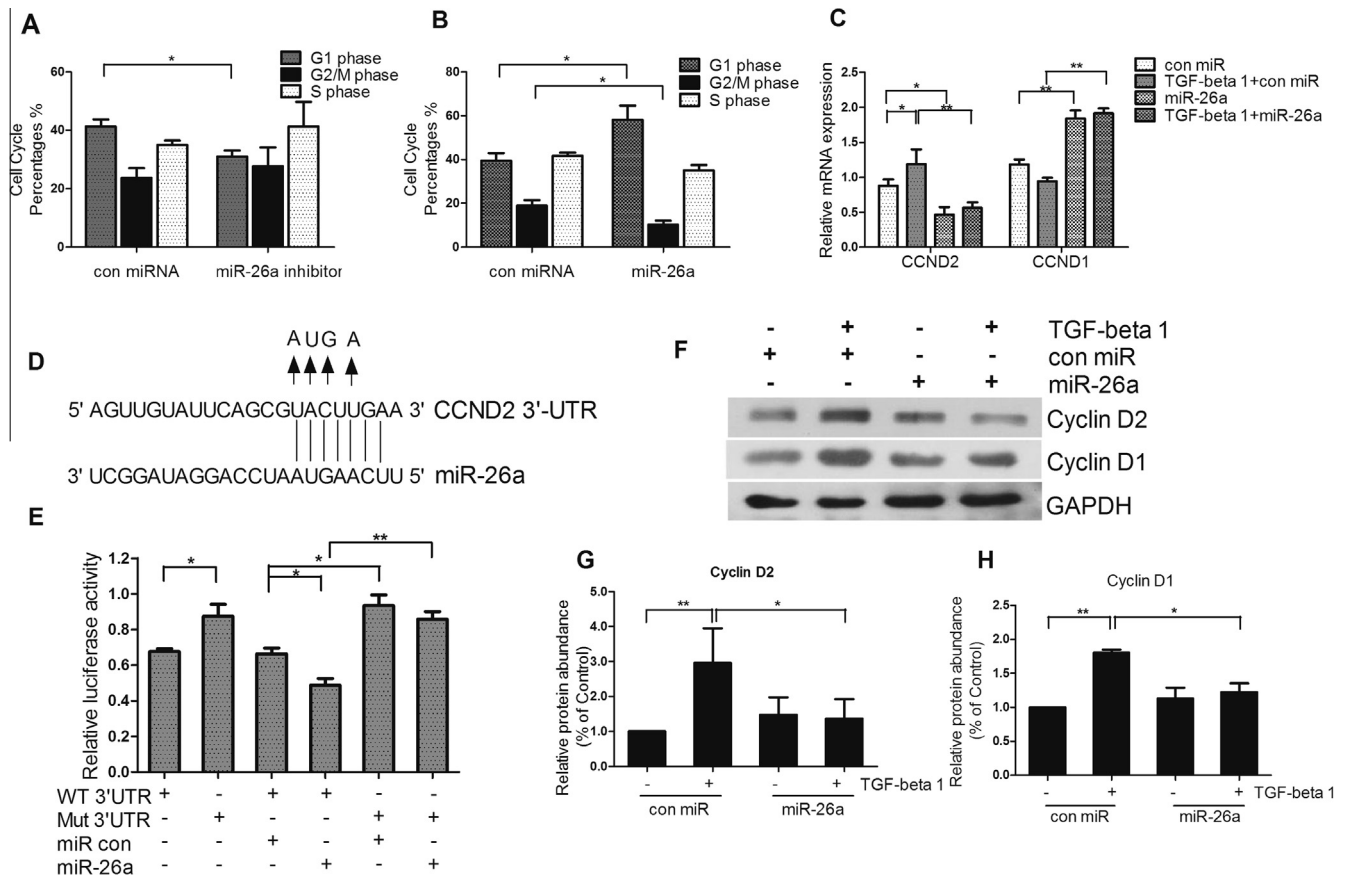 A
*
G1 phase
G2/M phase
S phase
Cell Cycle
Percentages %
60
40
20
0
con miRNA miR-26a inhibitor
B
*
*
G1 phase
G2/M phase
S phase
Cell Cycle
Percentages %
80
60
40
20
0
con miRNA miR-26a
C
con miR
TGF-beta 1+con miR
miR-26a
TGF-beta 1+miR-26a
Relative mRNA expression
2.5
2.0
1.5
1.0
0.5
0.0
* * ** ** **
CCND2 CCND1
D
A U G A
5' AGUUGUAUUCAGCGUACUUGAA 3' CCND2 3'-UTR
3' UCGGAUAGGACCUAAUGAACUU 5' miR-26a
E
Relative luciferase activity
1.2
1.0
0.8
0.6
0.4
0.2
0.0
* * * **
WT 3'UTR + - + + - -
Mut 3'UTR - + - - + +
miR con - - + - + -
miR-26a - - - + - +
F
- + - + TGF-beta 1
+ + - - con miR
- - + + miR-26a
Cyclin D2
Cyclin D1
GAPDH
G
Cyclin D2
Relative protein abundance
(% of Control)
5.0
4.0
3.0
2.0
1.0
0.0
** *
- + - + TGF-beta 1
con miR miR-26a
H
Cyclin D1
Relative protein abundance
(% of Control)
2.5
2.0
1.5
1.0
0.5
0.0
** *
- + - + TGF-beta 1
con miR miR-26a